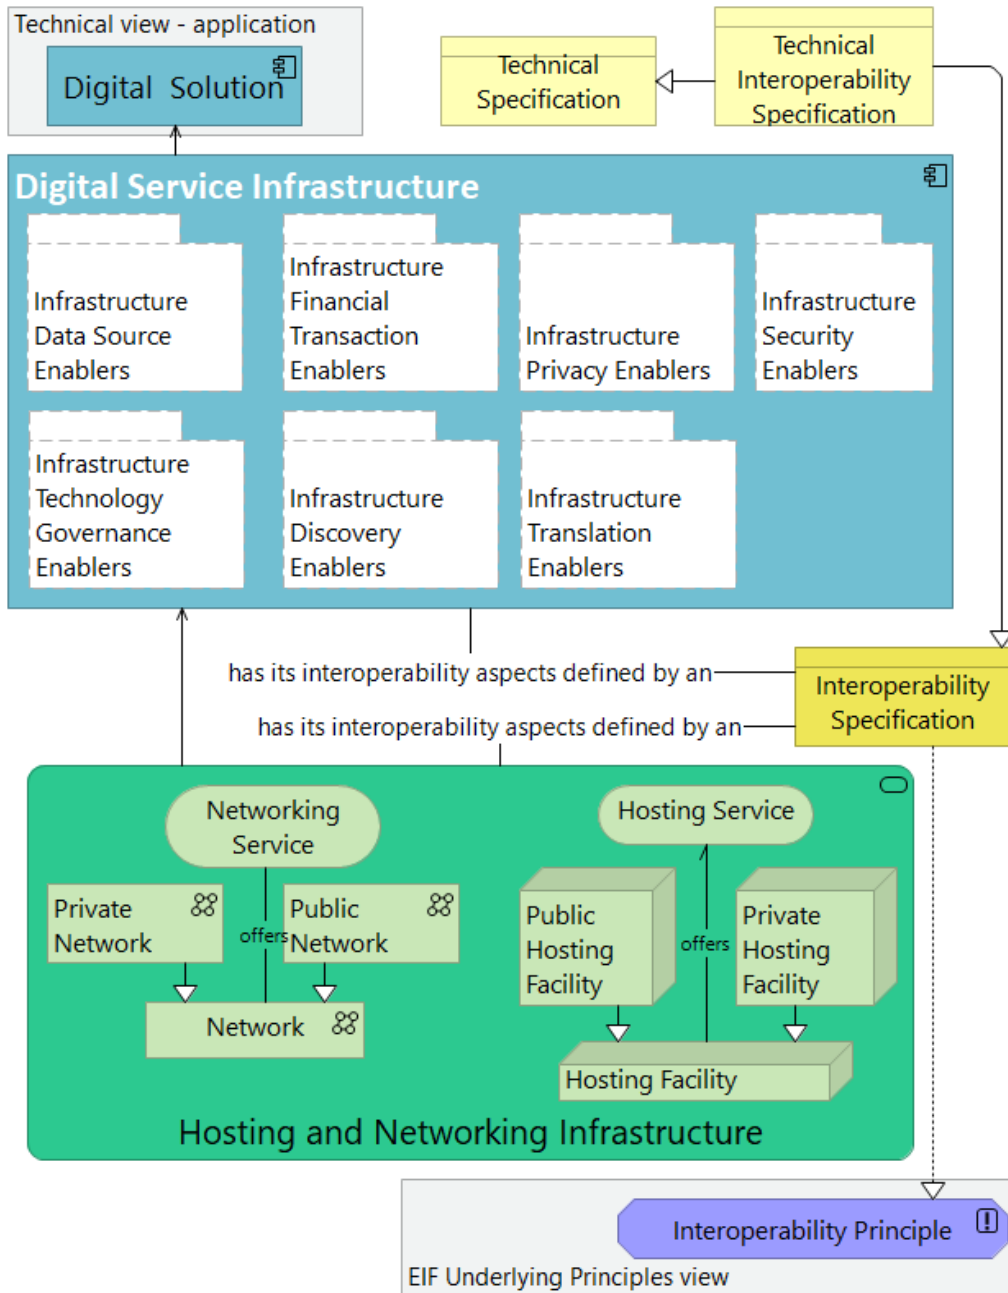 Technical view - application
Digital Solution
Technical
Specification
Technical
Interoperability
Specification
Digital Service Infrastructure
Infrastructure
Data Source
Enablers
Infrastructure
Financial
Transaction
Enablers
Infrastructure
Privacy Enablers
Infrastructure
Security
Enablers
Infrastructure
Technology
Governance
Enablers
Infrastructure
Discovery
Enablers
Infrastructure
Translation
Enablers
has its interoperability aspects defined by an
has its interoperability aspects defined by an
Interoperability
Specification
Networking
Service
Hosting Service
Private
Network
offers
Public
Network
Public
Hosting
Facility
offers
Private
Hosting
Facility
Network
Hosting Facility
Hosting and Networking Infrastructure
Interoperability Principle
EIF Underlying Principles view